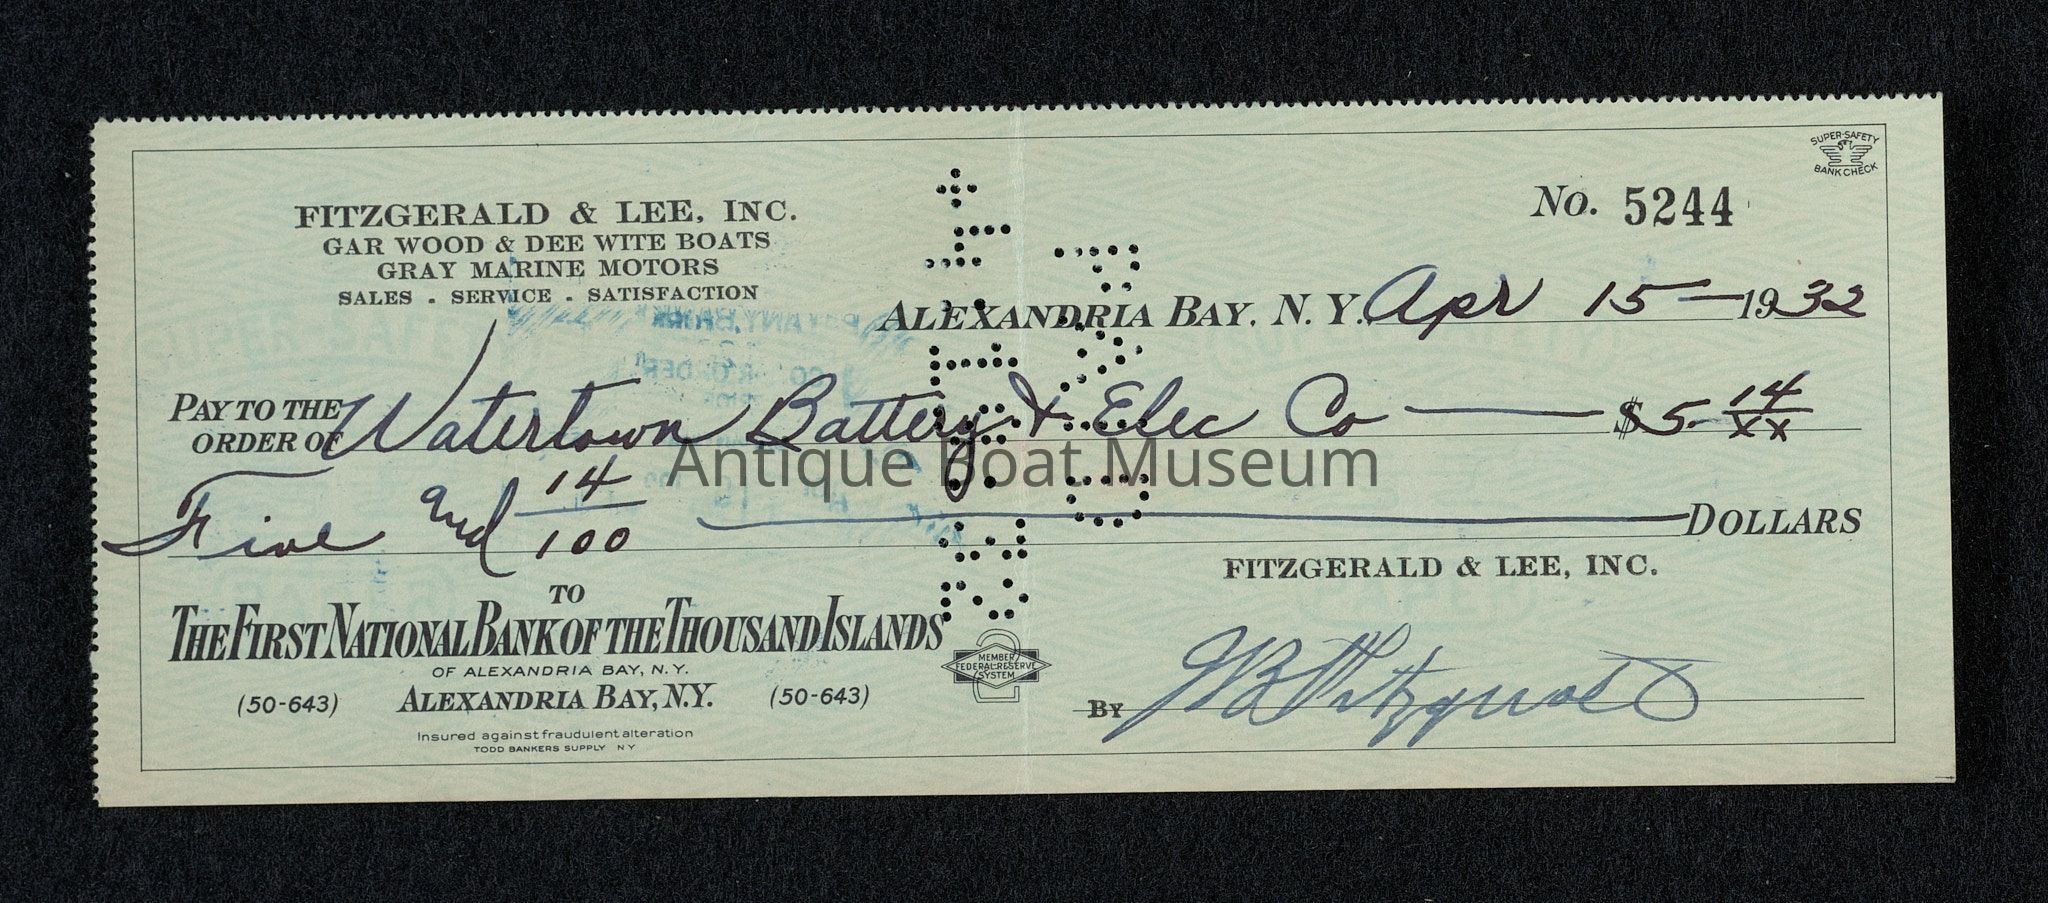 SUPER-SAFETY
BANK CHECK
No. 5244
FITZGERALD & LEE, INC.
GAR WOOD & DEE WITE BOATS
GRAY MARINE MOTORS
SALES . SERVICE . SATISFACTION
ALEXANDRIA BAY, N. Y. Apr 15 1932
PAY TO THE ORDER OF Watertown Battery & Elec Co $5 14/xx
Antique Boat Museum
Five and 14/100 DOLLARS
FITZGERALD & LEE, INC.
TO
THE FIRST NATIONAL BANK OF THE THOUSAND ISLANDS
OF ALEXANDRIA BAY, N.Y.
(50-643) ALEXANDRIA BAY, N.Y. (50-643)
MEMBER
FEDERAL RESERVE
SYSTEM
2
BY Fitzgerald
Insured against fraudulent alteration
TODD BANKERS SUPPLY NY